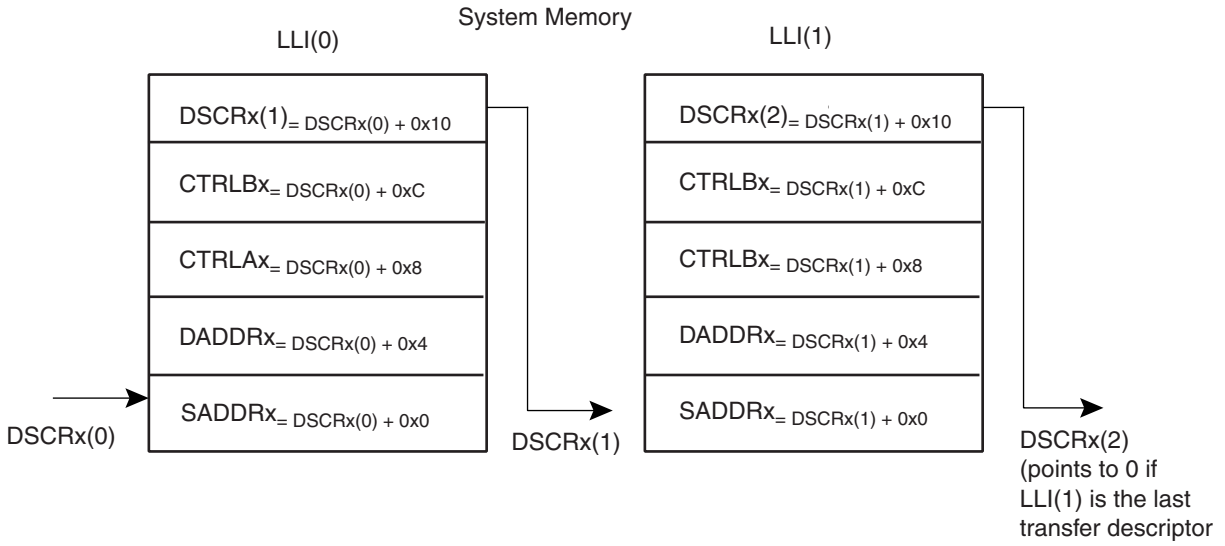 System Memory
LLI(0)
LLI(1)
DSCRx(1)= DSCRx(0) + 0x10
CTRLBx= DSCRx(0) + 0xC
CTRLAx= DSCRx(0) + 0x8
DADDRx= DSCRx(0) + 0x4
SADDRx= DSCRx(0) + 0x0
DSCRx(0)
DSCRx(1)
DSCRx(2)= DSCRx(1) + 0x10
CTRLBx= DSCRx(1) + 0xC
CTRLBx= DSCRx(1) + 0x8
DADDRx= DSCRx(1) + 0x4
SADDRx= DSCRx(1) + 0x0
DSCRx(2)
(points to 0 if
LLI(1) is the last
transfer descriptor